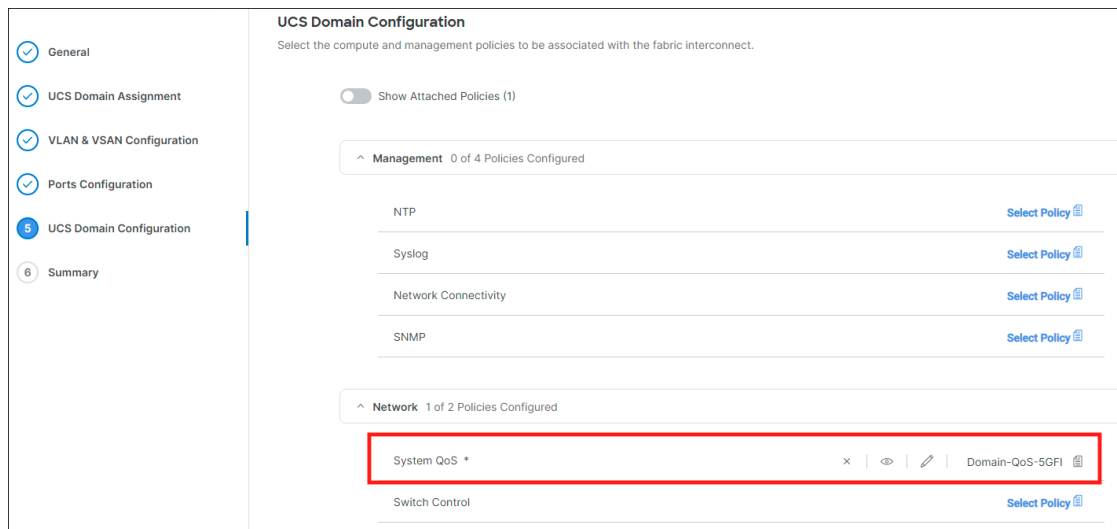 UCS Domain Configuration
Select the compute and management policies to be associated with the fabric interconnect.
General
UCS Domain Assignment
VLAN & VSAN Configuration
Ports Configuration
5 UCS Domain Configuration
6 Summary
Show Attached Policies (1)
Management 0 of 4 Policies Configured
NTP Select Policy
Syslog Select Policy
Network Connectivity Select Policy
SNMP Select Policy
Network 1 of 2 Policies Configured
System QoS * Domain-QoS-5GFI
Switch Control Select Policy